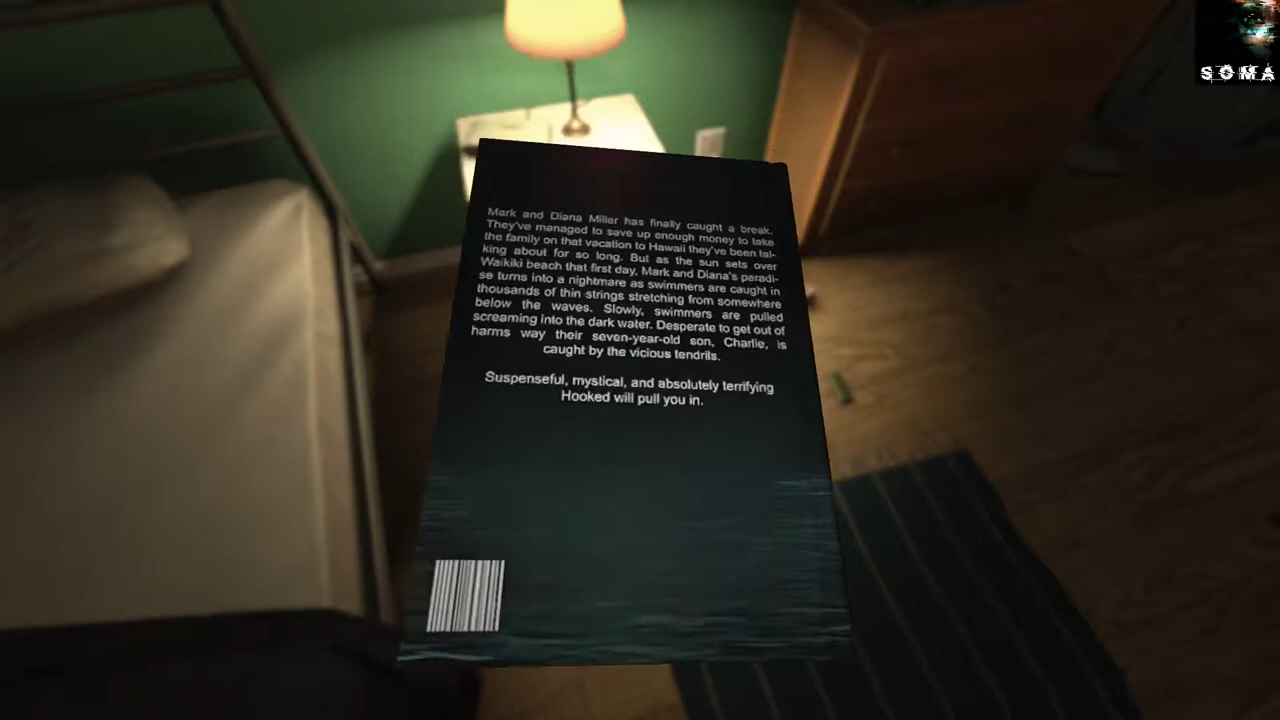 SOMA
Mark and Diana Miller has finally caught a break.
They've managed to save up enough money to take
the family on that vacation to Hawaii they've been tal-
king about for so long. But as the sun sets over
Waikiki beach that first day, Mark and Diana's paradi-
se turns into a nightmare as swimmers are caught in
thousands of thin strings stretching from somewhere
below the waves. Slowly, swimmers are pulled
screaming into the dark water. Desperate to get out of
harms way their seven-year-old son, Charlie, is
caught by the vicious tendrils.
Suspenseful, mystical, and absolutely terrifying
Hooked will pull you in.